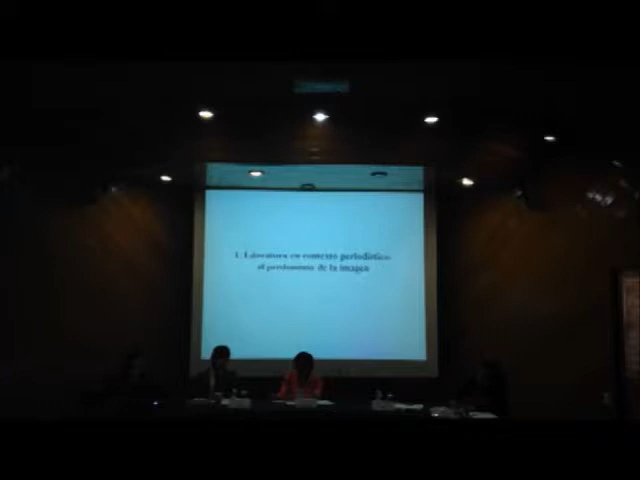 1. Literatura en contexto periodístico:
el predominio de la imagen